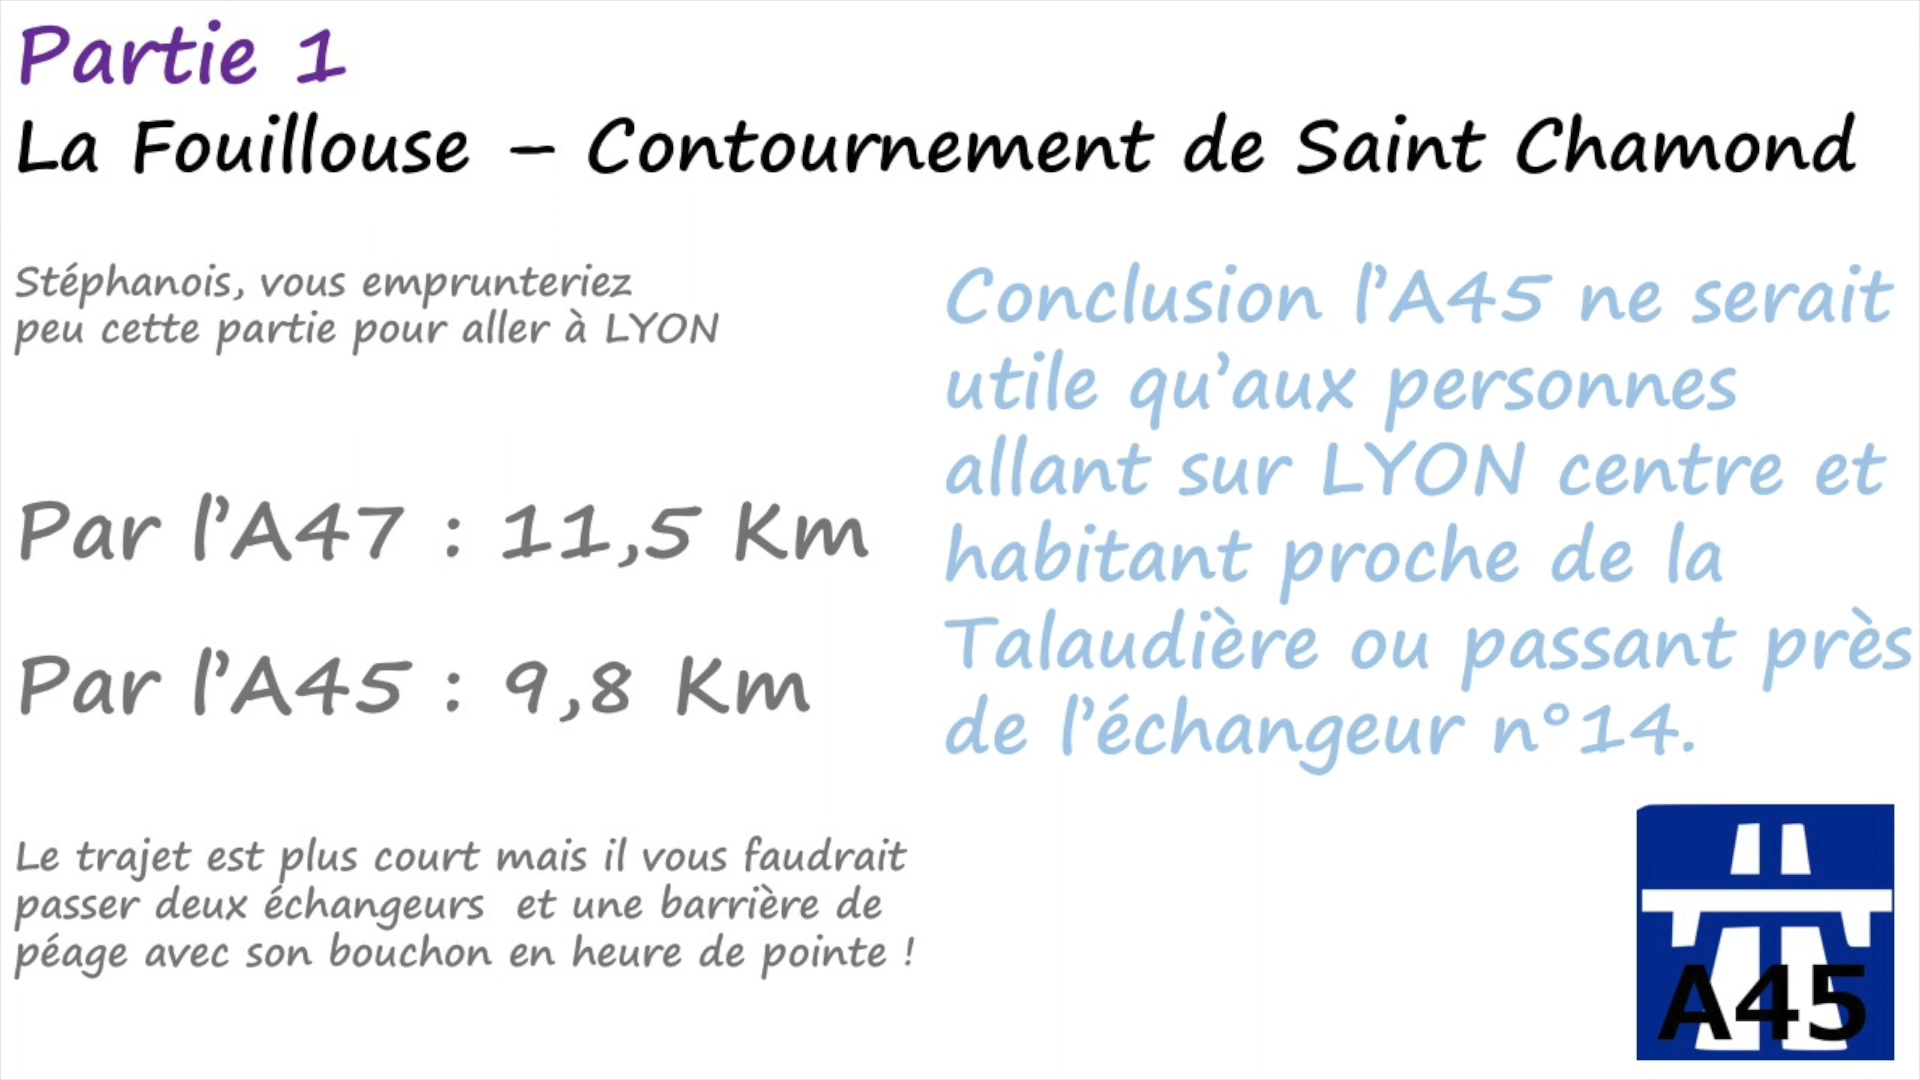 Partie 1
La Fouillouse – Contournement de Saint Chamond
Stéphanois, vous emprunteriez
peu cette partie pour aller à LYON
Par l’A47 : 11,5 Km
Par l’A45 : 9,8 Km
Le trajet est plus court mais il vous faudrait
passer deux échangeurs  et une barrière de
péage avec son bouchon en heure de pointe !
Conclusion l’A45 ne serait
utile qu’aux personnes
allant sur LYON centre et
habitant proche de la
Talaudière ou passant près
de l’échangeur n°14.
A45